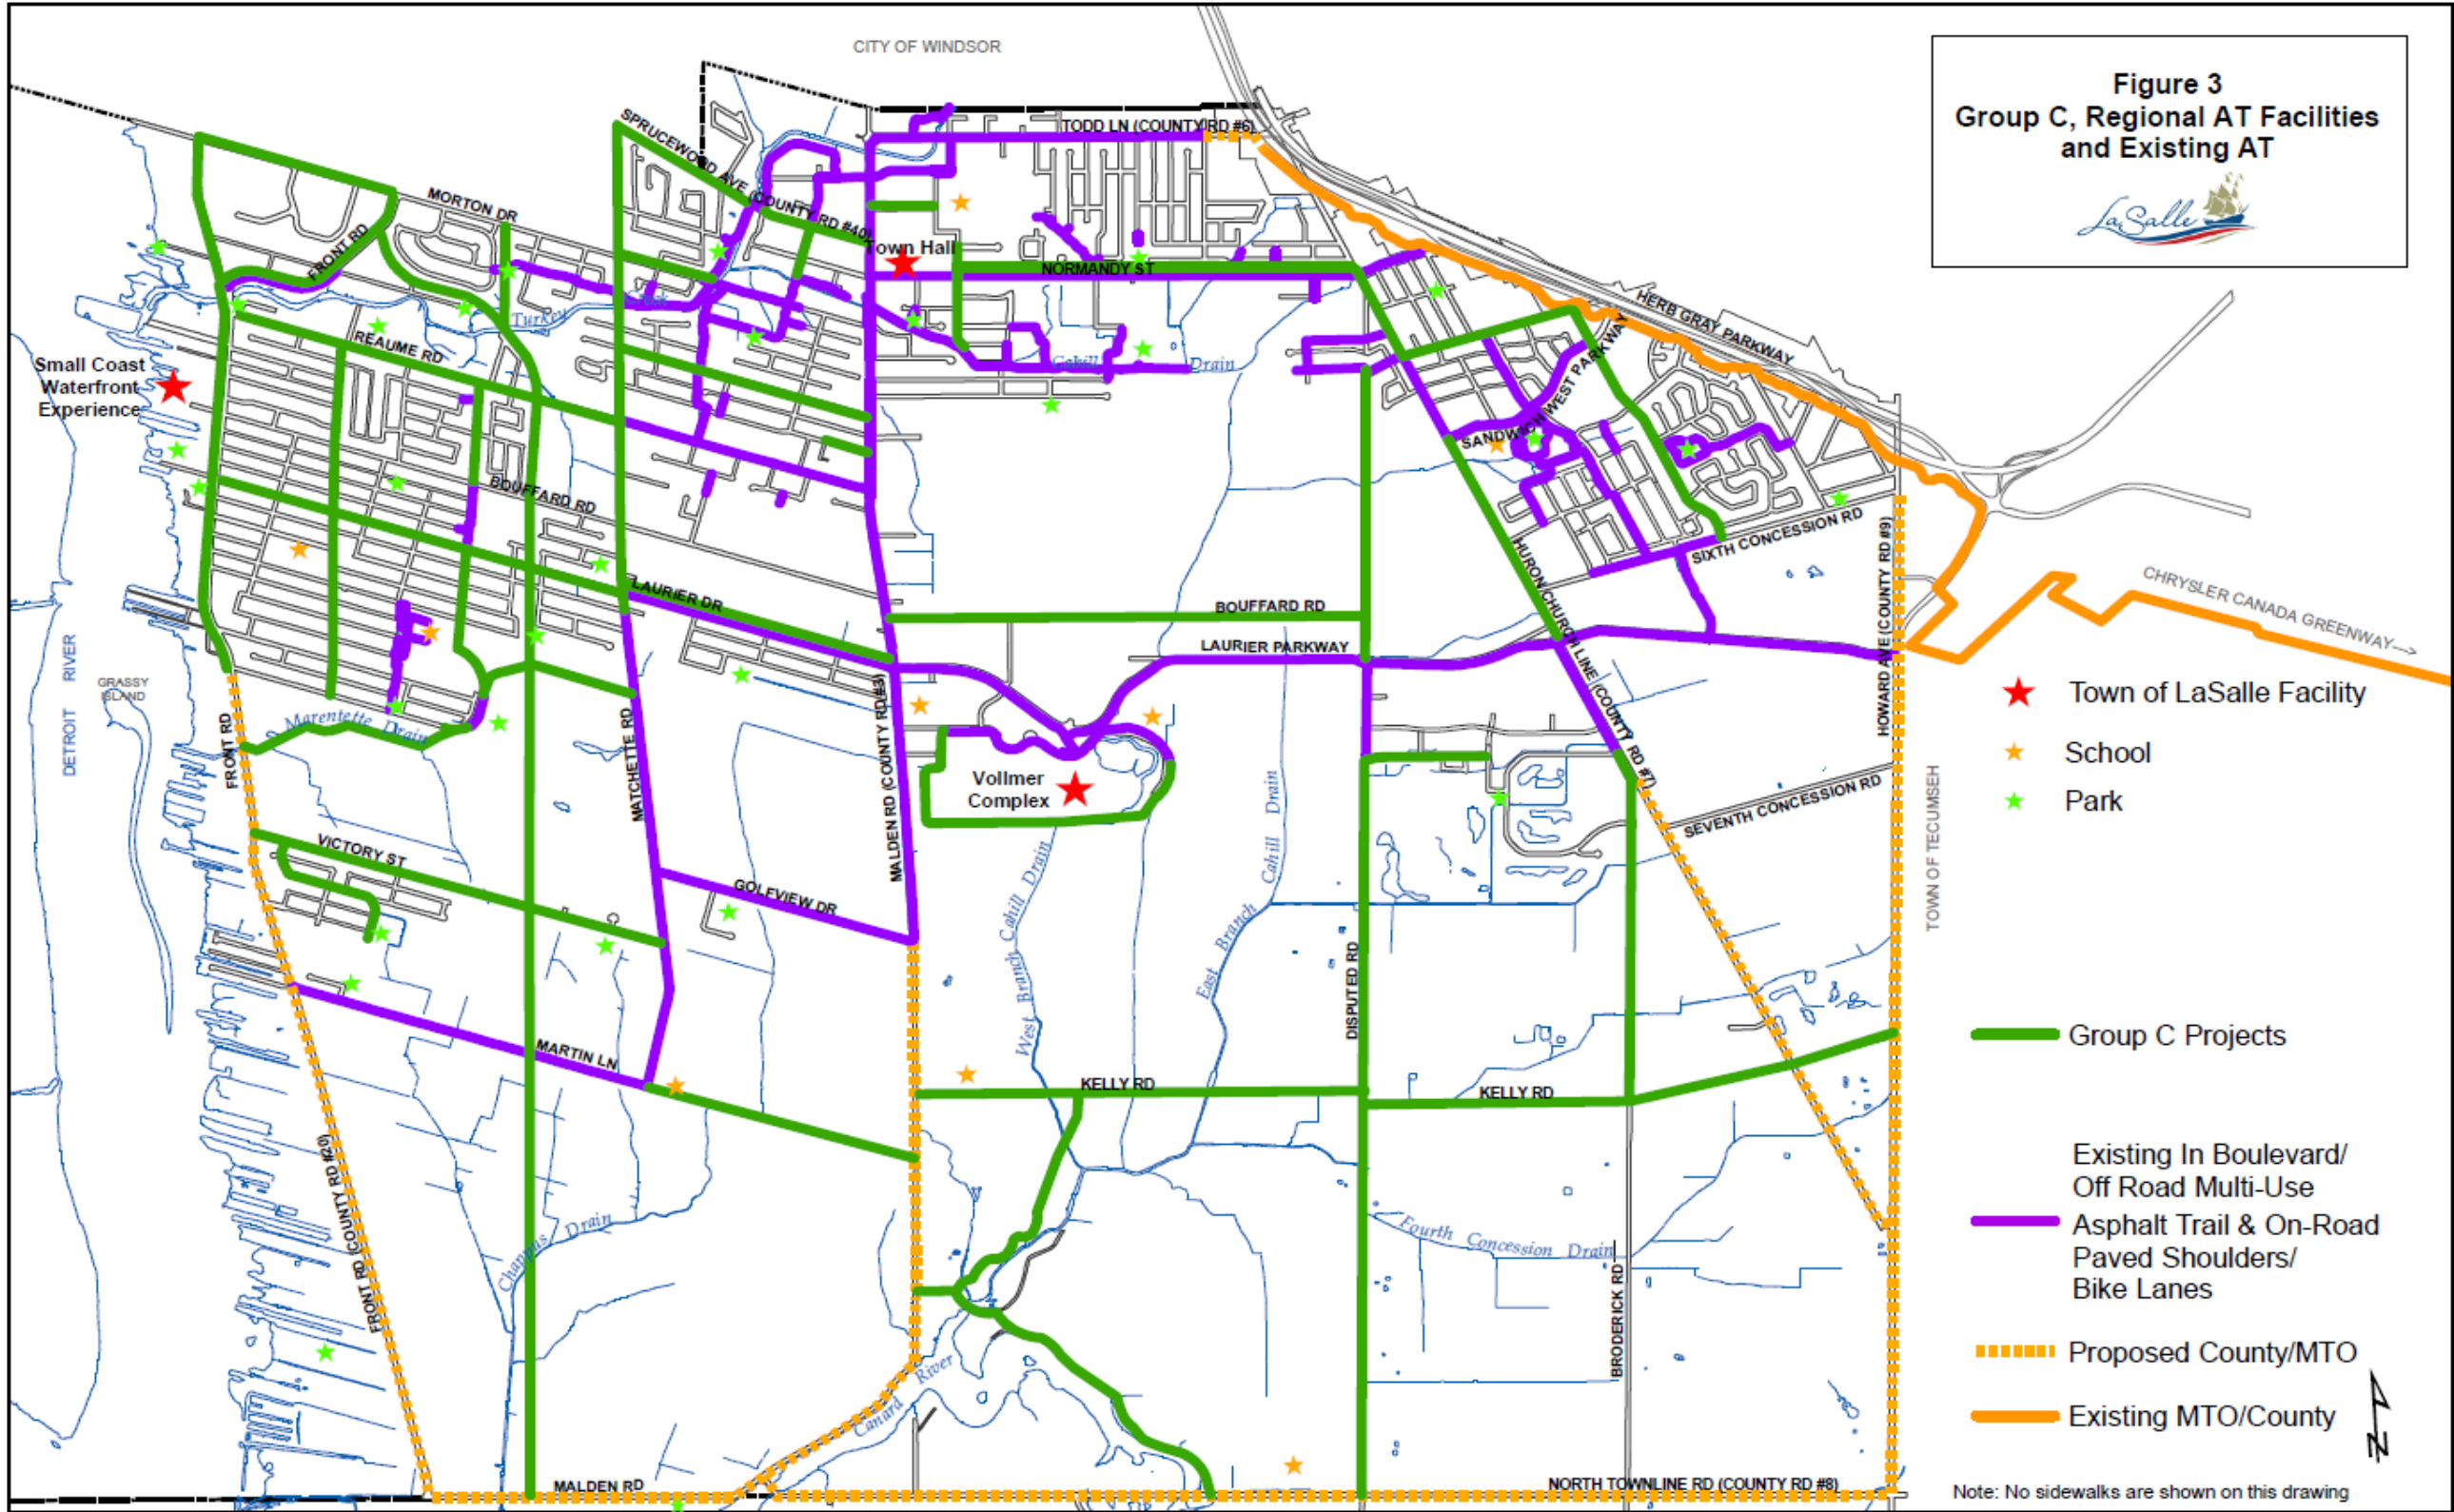 CITY OF WINDSOR
Figure 3
Group C, Regional AT Facilities
and Existing AT
LaSalle
TODD LN (COUNTY RD #6)
SPRUCEWOOD AVE (COUNTY RD #40)
MORTON DR
FRONT RD
Town Hall
NORMANDY ST
HERB GRAY PARKWAY
Turkey
Creek
REAUME RD
Cahill
Drain
Small Coast
Waterfront
Experience
SANDWICH WEST PARKWAY
BOUFFARD RD
SIXTH CONCESSION RD
HOWARD AVE (COUNTY RD #9)
CHRYSLER CANADA GREENWAY
LAURIER DR
BOUFFARD RD
HURON CHURCH LINE (COUNTY RD #7)
LAURIER PARKWAY
DETROIT RIVER
GRASSY
ISLAND
Town of LaSalle Facility
School
Park
Marentette Drain
FRONT RD
MATCHETTE RD
MALDEN RD (COUNTY RD #3)
Vollmer
Complex
East Branch Cahill Drain
West Branch Cahill Drain
SEVENTH CONCESSION RD
TOWN OF TECUMSEH
VICTORY ST
GOLFVIEW DR
DISPUTED RD
MARTIN LN
KELLY RD
KELLY RD
Group C Projects
Existing In Boulevard/
Off Road Multi-Use
Asphalt Trail & On-Road
Paved Shoulders/
Bike Lanes
Proposed County/MTO
Existing MTO/County
FRONT RD (COUNTY RD #20)
Chappus Drain
Fourth Concession Drain
BRODERICK RD
Canard River
MALDEN RD
NORTH TOWNLINE RD (COUNTY RD #8)
N
Note: No sidewalks are shown on this drawing